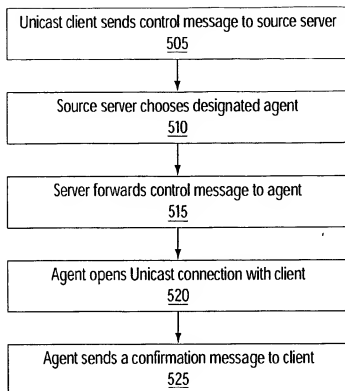 Unicast client sends control message to source server
505
Source server chooses designated agent
510
Server forwards control message to agent
515
Agent opens Unicast connection with client
520
Agent sends a confirmation message to client
525